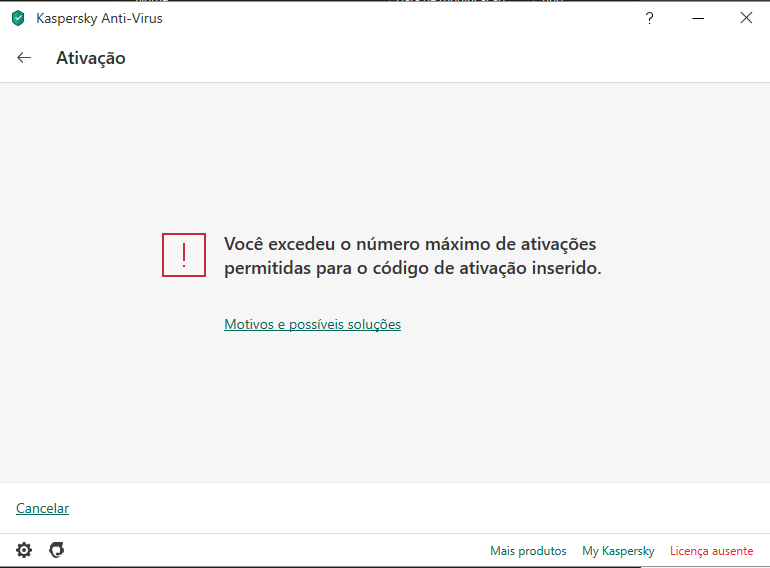 Kaspersky Anti-Virus
?
Ativação
!
Você excedeu o número máximo de ativações
permitidas para o código de ativação inserido.
Motivos e possíveis soluções
Cancelar
Mais produtos My Kaspersky Licença ausente